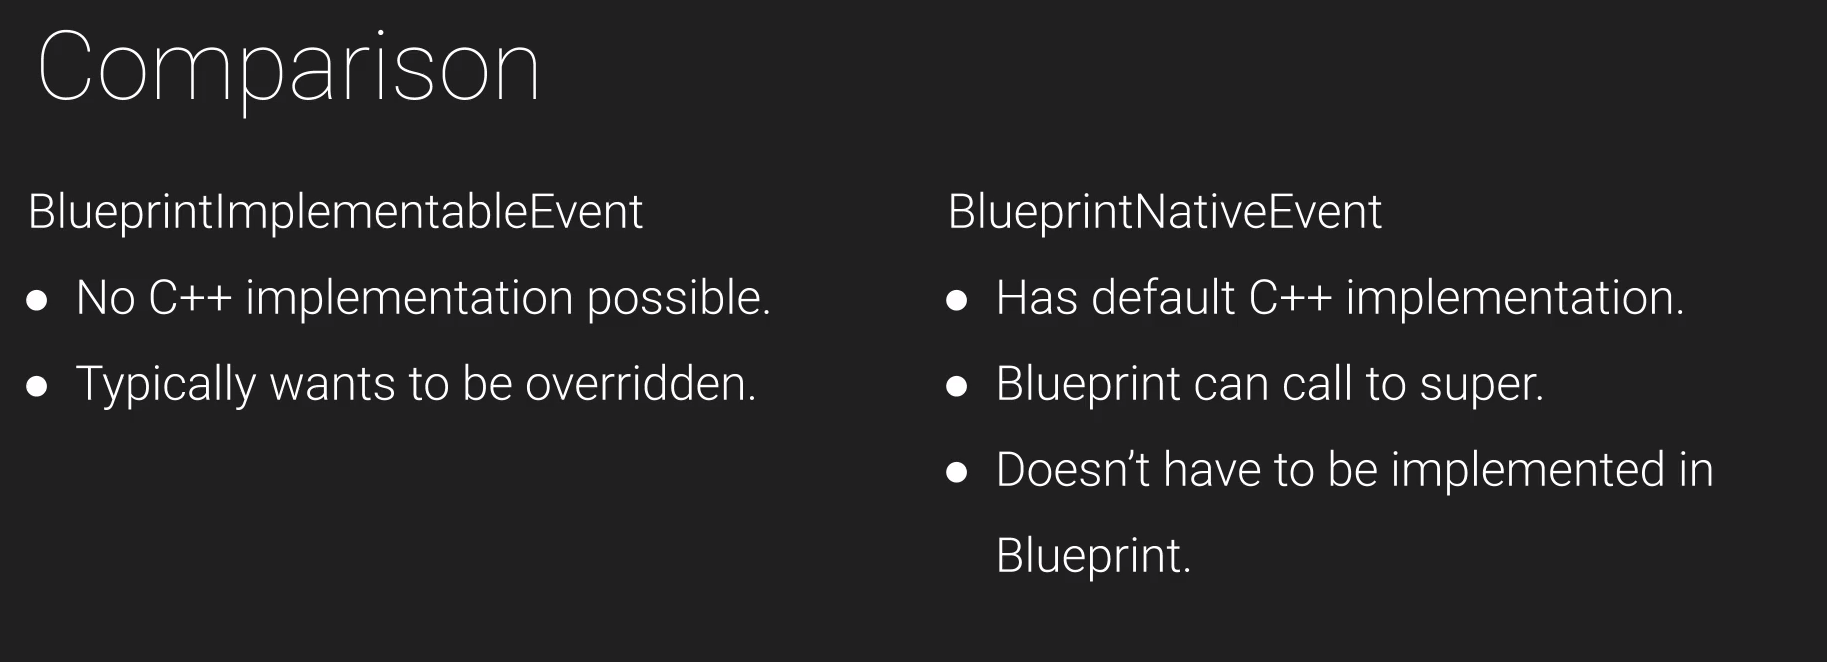 Comparison
BlueprintImplementableEvent
● No C++ implementation possible.
● Typically wants to be overridden.
BlueprintNativeEvent
● Has default C++ implementation.
● Blueprint can call to super.
● Doesn’t have to be implemented in
Blueprint.